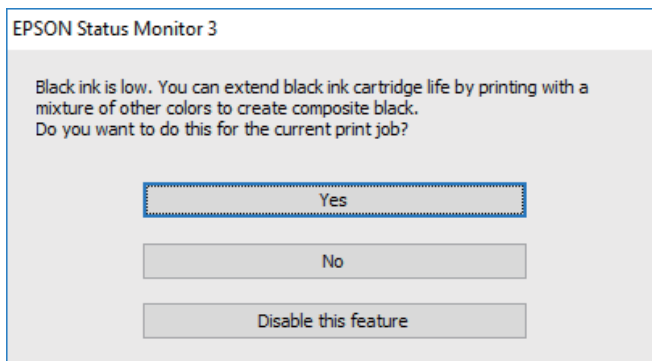 EPSON Status Monitor 3
Black ink is low. You can extend black ink cartridge life by printing with a
mixture of other colors to create composite black.
Do you want to do this for the current print job?
Yes
No
Disable this feature